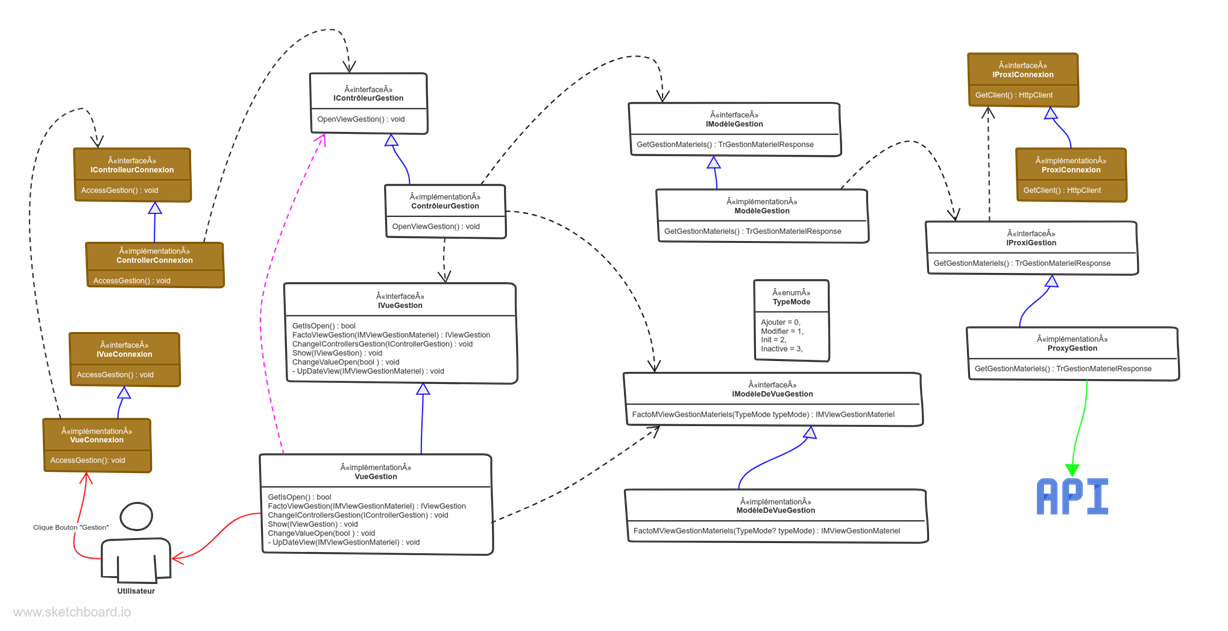 Â«interfaceÂ»
IControlleurConnexion
AccessGestion() : void
Â«implémentationÂ»
ControllerConnexion
AccessGestion() : void
Â«interfaceÂ»
IVueConnexion
AccessGestion() : void
Â«implémentationÂ»
VueConnexion
AccessGestion(): void
Clique Bouton "Gestion"
Utilisateur
Â«interfaceÂ»
IContrôleurGestion
OpenViewGestion() : void
Â«implémentationÂ»
ContrôleurGestion
OpenViewGestion() : void
Â«interfaceÂ»
IVueGestion
GetIsOpen() : bool
FactoViewGestion(IMViewGestionMateriel) : IViewGestion
ChangeIControllersGestion(IControllerGestion) : void
Show(IViewGestion) : void
ChangeValueOpen(bool ) : void
- UpDateView(IMViewGestionMateriel) : void
Â«implémentationÂ»
VueGestion
GetIsOpen() : bool
FactoViewGestion(IMViewGestionMateriel) : IViewGestion
ChangeIControllersGestion(IControllerGestion) : void
Show(IViewGestion) : void
ChangeValueOpen(bool ) : void
- UpDateView(IMViewGestionMateriel) : void
Â«interfaceÂ»
IModèleGestion
GetGestionMateriels() : TrGestionMaterielResponse
Â«implémentationÂ»
ModèleGestion
GetGestionMateriels() : TrGestionMaterielResponse
Â«enumÂ»
TypeMode
Ajouter = 0,
Modifier = 1,
Init = 2,
Inactive = 3,
Â«interfaceÂ»
IModèleDeVueGestion
FactoMViewGestionMateriels(TypeMode typeMode) : IMViewGestionMateriel
Â«implémentationÂ»
ModèleDeVueGestion
FactoMViewGestionMateriels(TypeMode? typeMode) : IMViewGestionMateriel
Â«interfaceÂ»
IProxiConnexion
GetClient() : HttpClient
Â«implémentationÂ»
ProxiConnexion
GetClient() : HttpClient
Â«interfaceÂ»
IProxiGestion
GetGestionMateriels() : TrGestionMaterielResponse
Â«implémentationÂ»
ProxyGestion
GetGestionMateriels() : TrGestionMaterielResponse
API
www.sketchboard.io